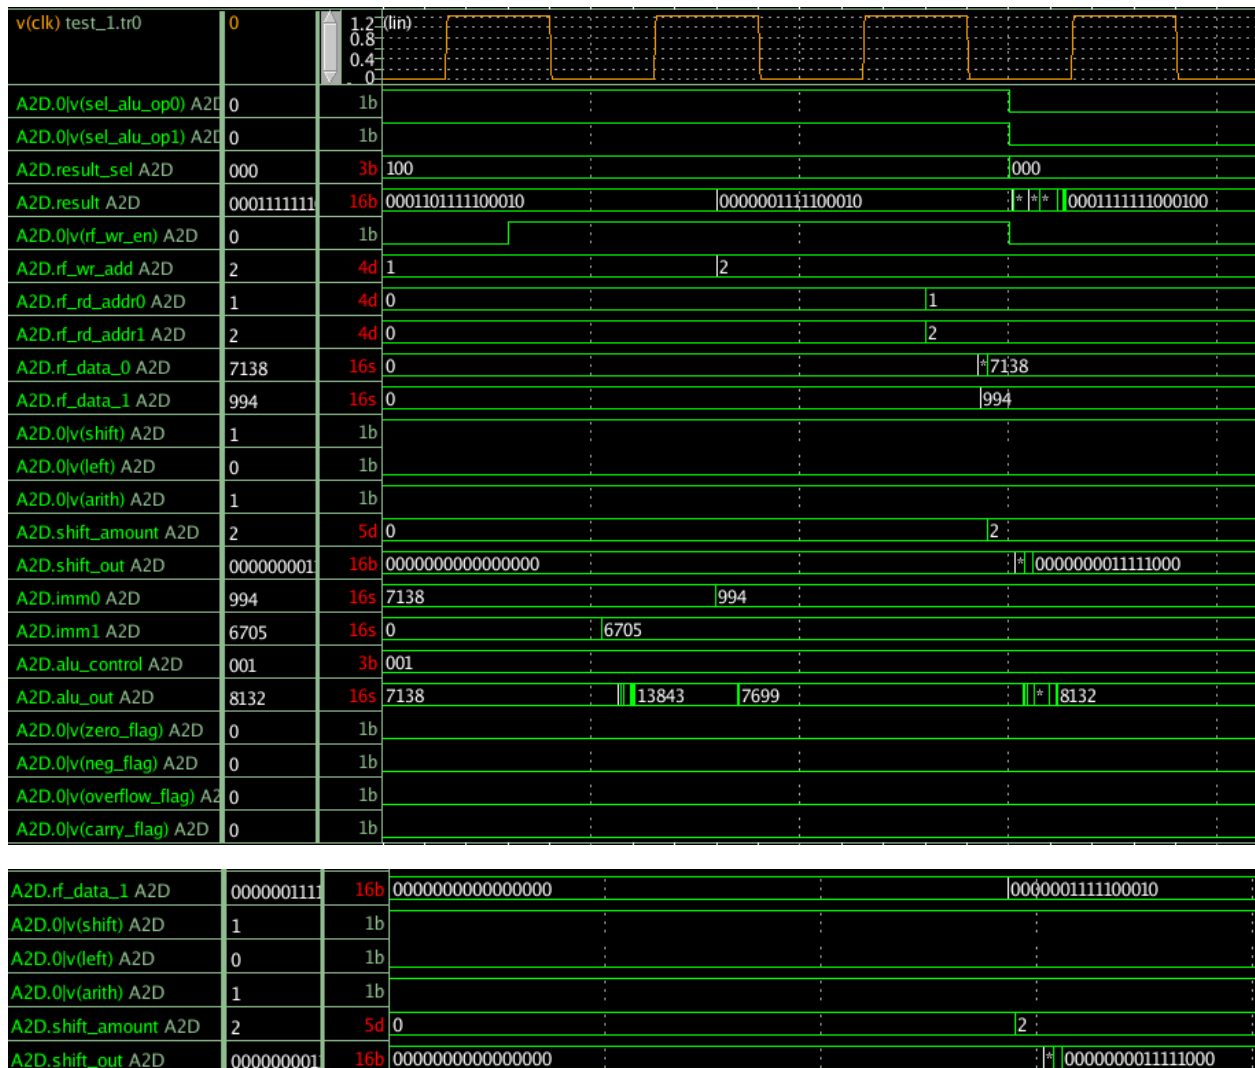 v(clk) test_1.tr0 0 1.2 (lin)
0.8
0.4
0
A2D.0|v(sel_alu_op0) A2D 0 1b
A2D.0|v(sel_alu_op1) A2D 0 1b
A2D.result_sel A2D 000 3b 100 000
A2D.result A2D 0001111111 16b 0001101111100010 0000001111100010 * * * 0001111111000100
A2D.0|v(rf_wr_en) A2D 0 1b
A2D.rf_wr_add A2D 2 4d 1 2
A2D.rf_rd_addr0 A2D 1 4d 0 1
A2D.rf_rd_addr1 A2D 2 4d 0 2
A2D.rf_data_0 A2D 7138 16s 0 * 7138
A2D.rf_data_1 A2D 994 16s 0 994
A2D.0|v(shift) A2D 1 1b
A2D.0|v(left) A2D 0 1b
A2D.0|v(arith) A2D 1 1b
A2D.shift_amount A2D 2 5d 0 2
A2D.shift_out A2D 000000001 16b 0000000000000000 * 0000000011111000
A2D.imm0 A2D 994 16s 7138 994
A2D.imm1 A2D 6705 16s 0 6705
A2D.alu_control A2D 001 3b 001
A2D.alu_out A2D 8132 16s 7138 13843 7699 * 8132
A2D.0|v(zero_flag) A2D 0 1b
A2D.0|v(neg_flag) A2D 0 1b
A2D.0|v(overflow_flag) A2 0 1b
A2D.0|v(carry_flag) A2D 0 1b
A2D.rf_data_1 A2D 0000001111 16b 0000000000000000 0000001111100010
A2D.0|v(shift) A2D 1 1b
A2D.0|v(left) A2D 0 1b
A2D.0|v(arith) A2D 1 1b
A2D.shift_amount A2D 2 5d 0 2
A2D.shift_out A2D 000000001 16b 0000000000000000 * 0000000011111000